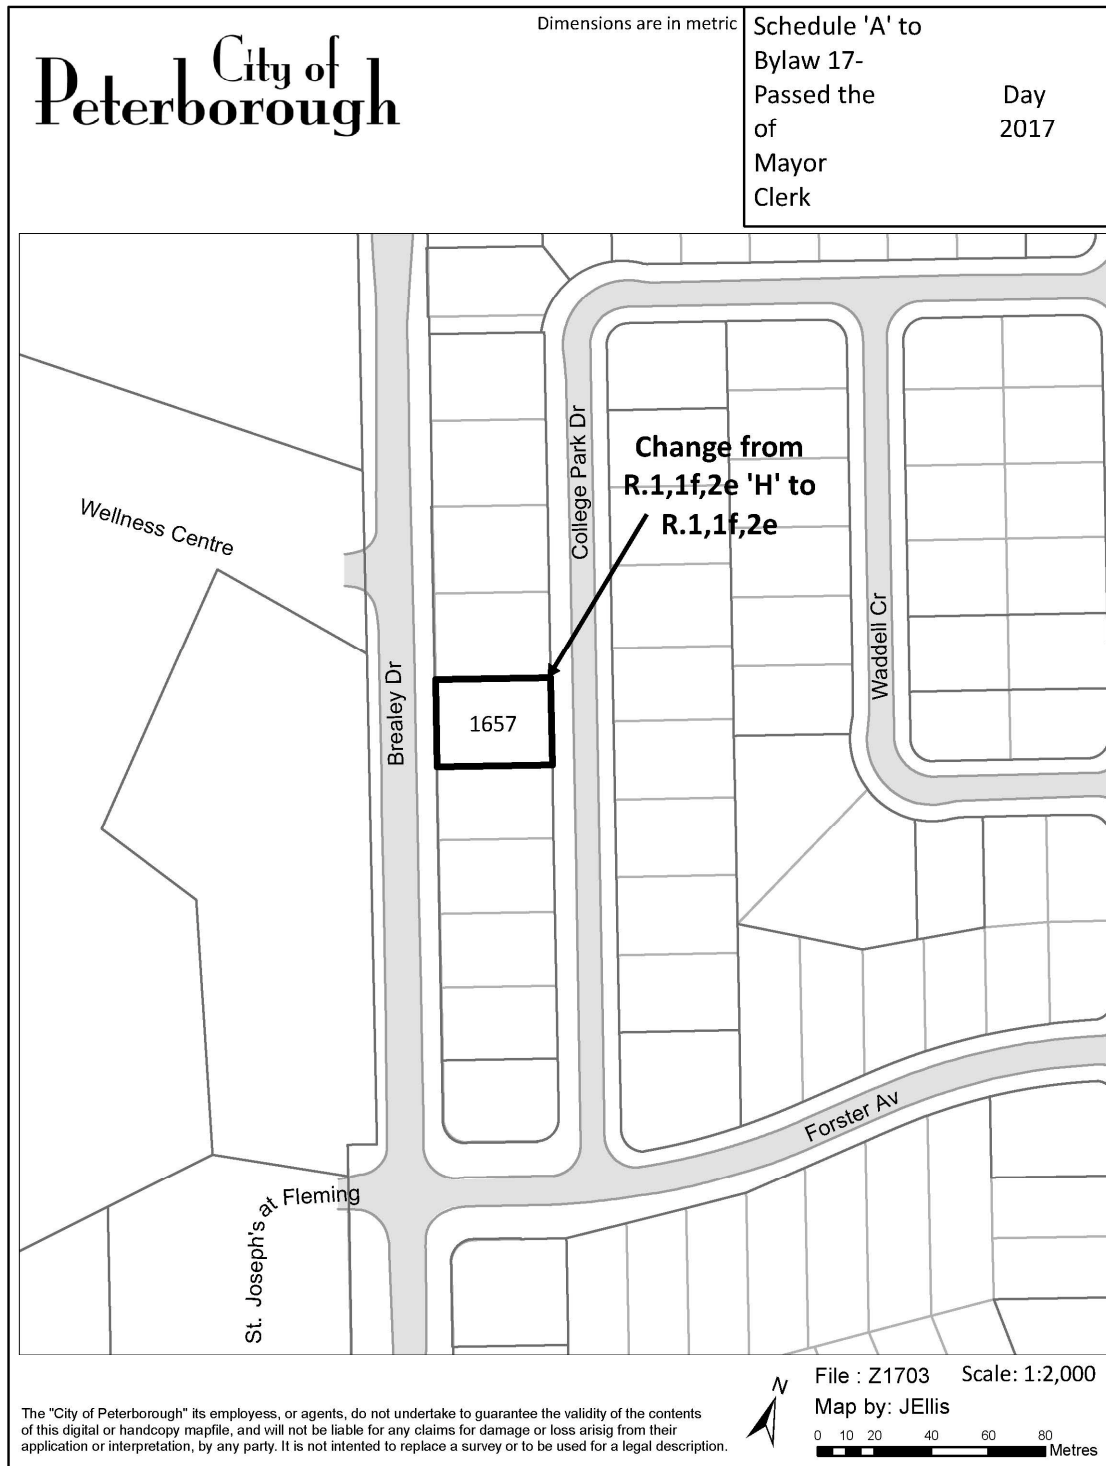 City of
Peterborough
Dimensions are in metric
Schedule 'A' to
Bylaw 17-
Passed the Day
of 2017
Mayor
Clerk
Change from
R.1,1f,2e 'H' to
R.1,1f,2e
College Park Dr
Wellness Centre
Waddell Cr
Brealey Dr
1657
Forster Av
St. Joseph's at Fleming
N
File : Z1703 Scale: 1:2,000
Map by: JEllis
0 10 20 40 60 80
Metres
The "City of Peterborough" its employess, or agents, do not undertake to guarantee the validity of the contents
of this digital or handcopy mapfile, and will not be liable for any claims for damage or loss arisig from their
application or interpretation, by any party. It is not intended to replace a survey or to be used for a legal description.